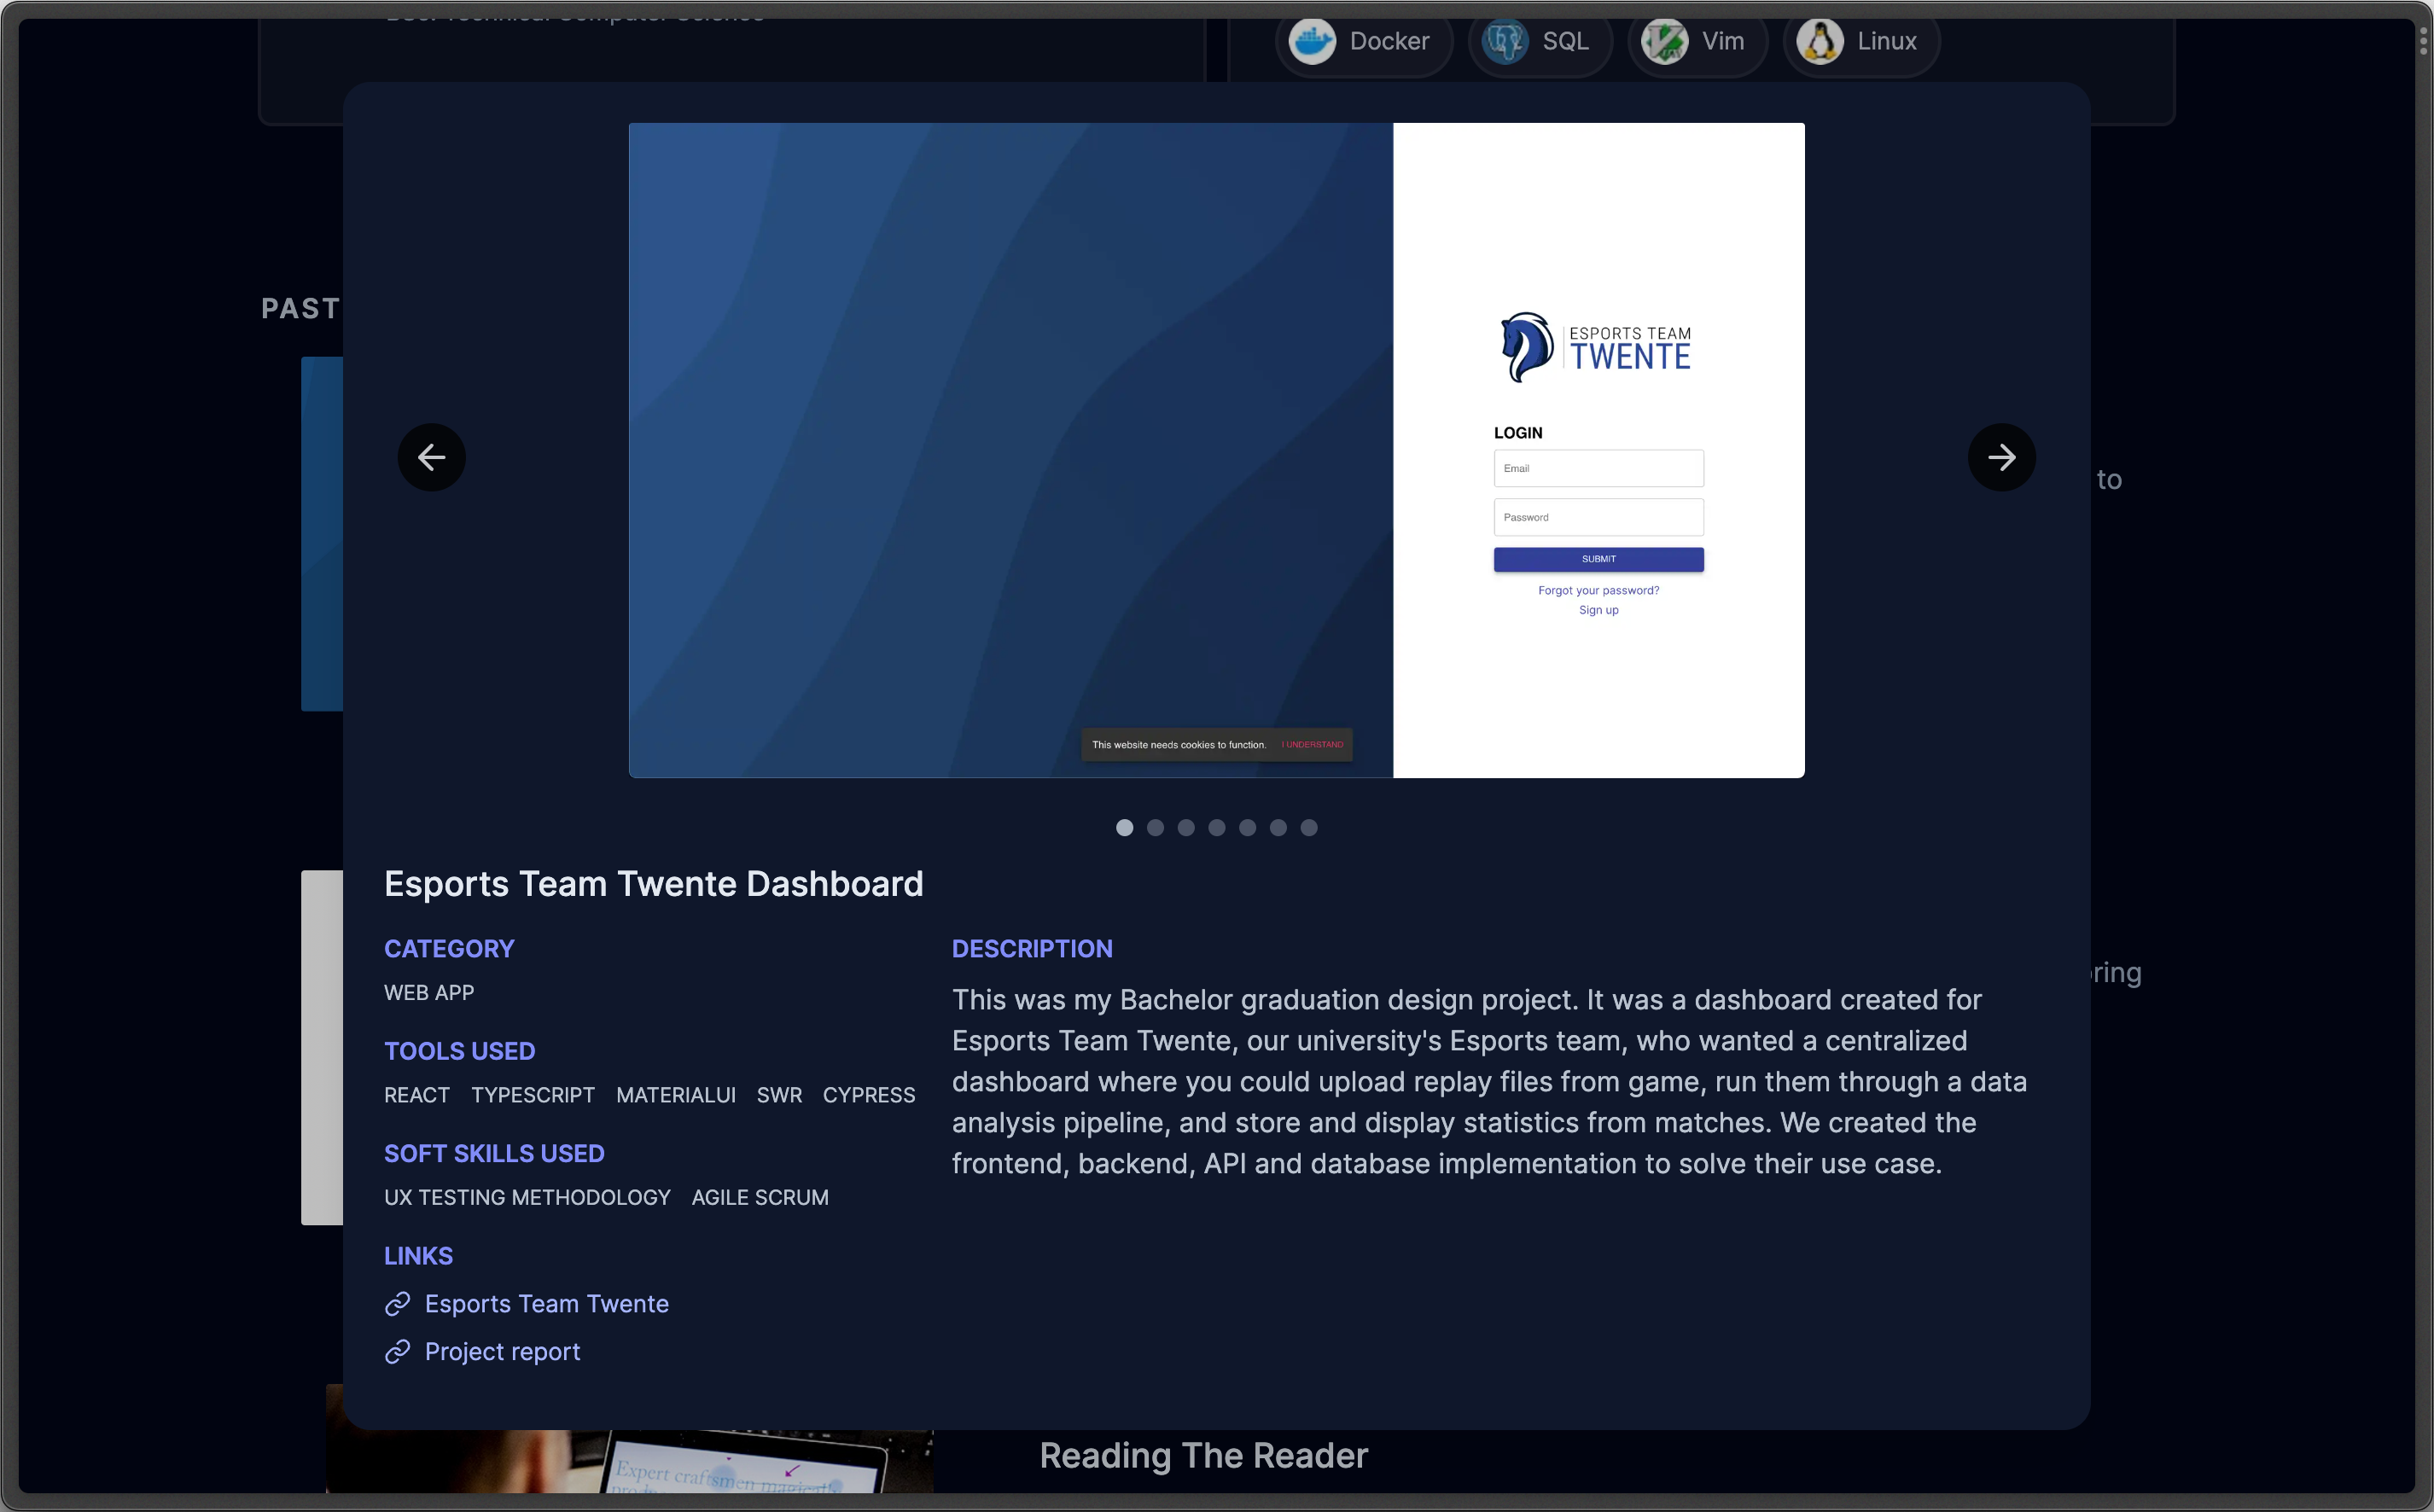 Docker
SQL
Vim
Linux
PAST
to
ESPORTS TEAM
TWENTE
LOGIN
Email
Password
SUBMIT
Forgot your password?
Sign up
This website needs cookies to function. I UNDERSTAND
Esports Team Twente Dashboard
CATEGORY
WEB APP
TOOLS USED
REACT TYPESCRIPT MATERIALUI SWR CYPRESS
SOFT SKILLS USED
UX TESTING METHODOLOGY AGILE SCRUM
LINKS
Esports Team Twente
Project report
DESCRIPTION
This was my Bachelor graduation design project. It was a dashboard created for
Esports Team Twente, our university's Esports team, who wanted a centralized
dashboard where you could upload replay files from game, run them through a data
analysis pipeline, and store and display statistics from matches. We created the
frontend, backend, API and database implementation to solve their use case.
ring
Reading The Reader
Expert craftsmen magical